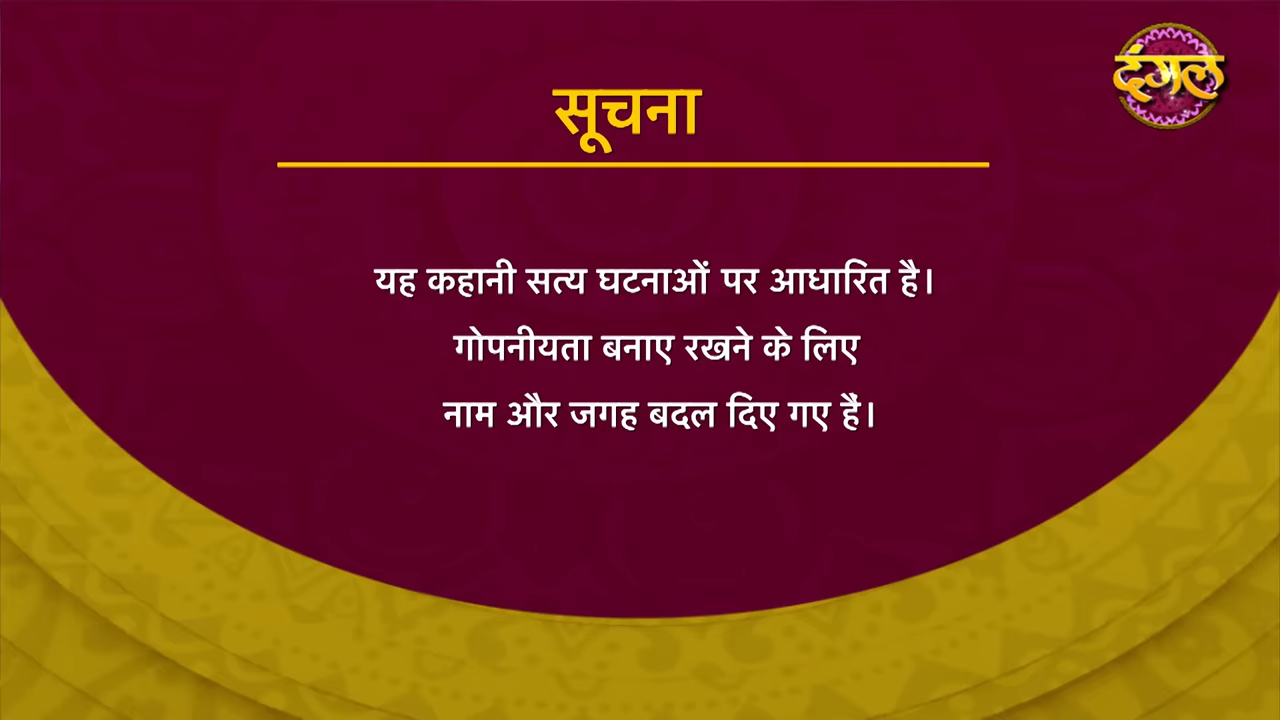 दंगल
सूचना
यह कहानी सत्य घटनाओं पर आधारित है।
गोपनीयता बनाए रखने के लिए
नाम और जगह बदल दिए गए हैं।